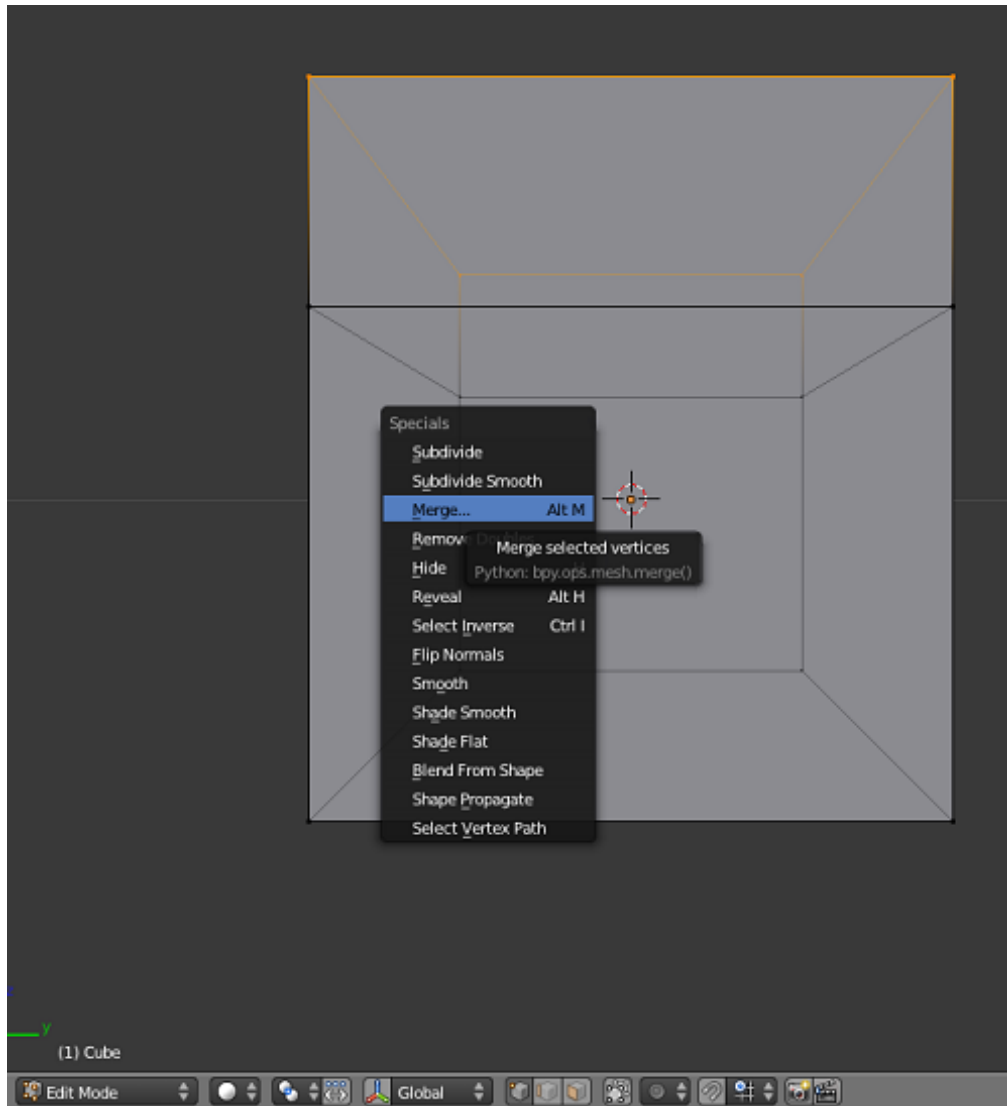 Specials
Subdivide
Subdivide Smooth
Merge... Alt M
Remove Doubles
Merge selected vertices
Hide
Python: bpy.ops.mesh.merge()
Reveal Alt H
Select Inverse Ctrl I
Flip Normals
Smooth
Shade Smooth
Shade Flat
Blend From Shape
Shape Propagate
Select Vertex Path
y
(1) Cube
Edit Mode Global